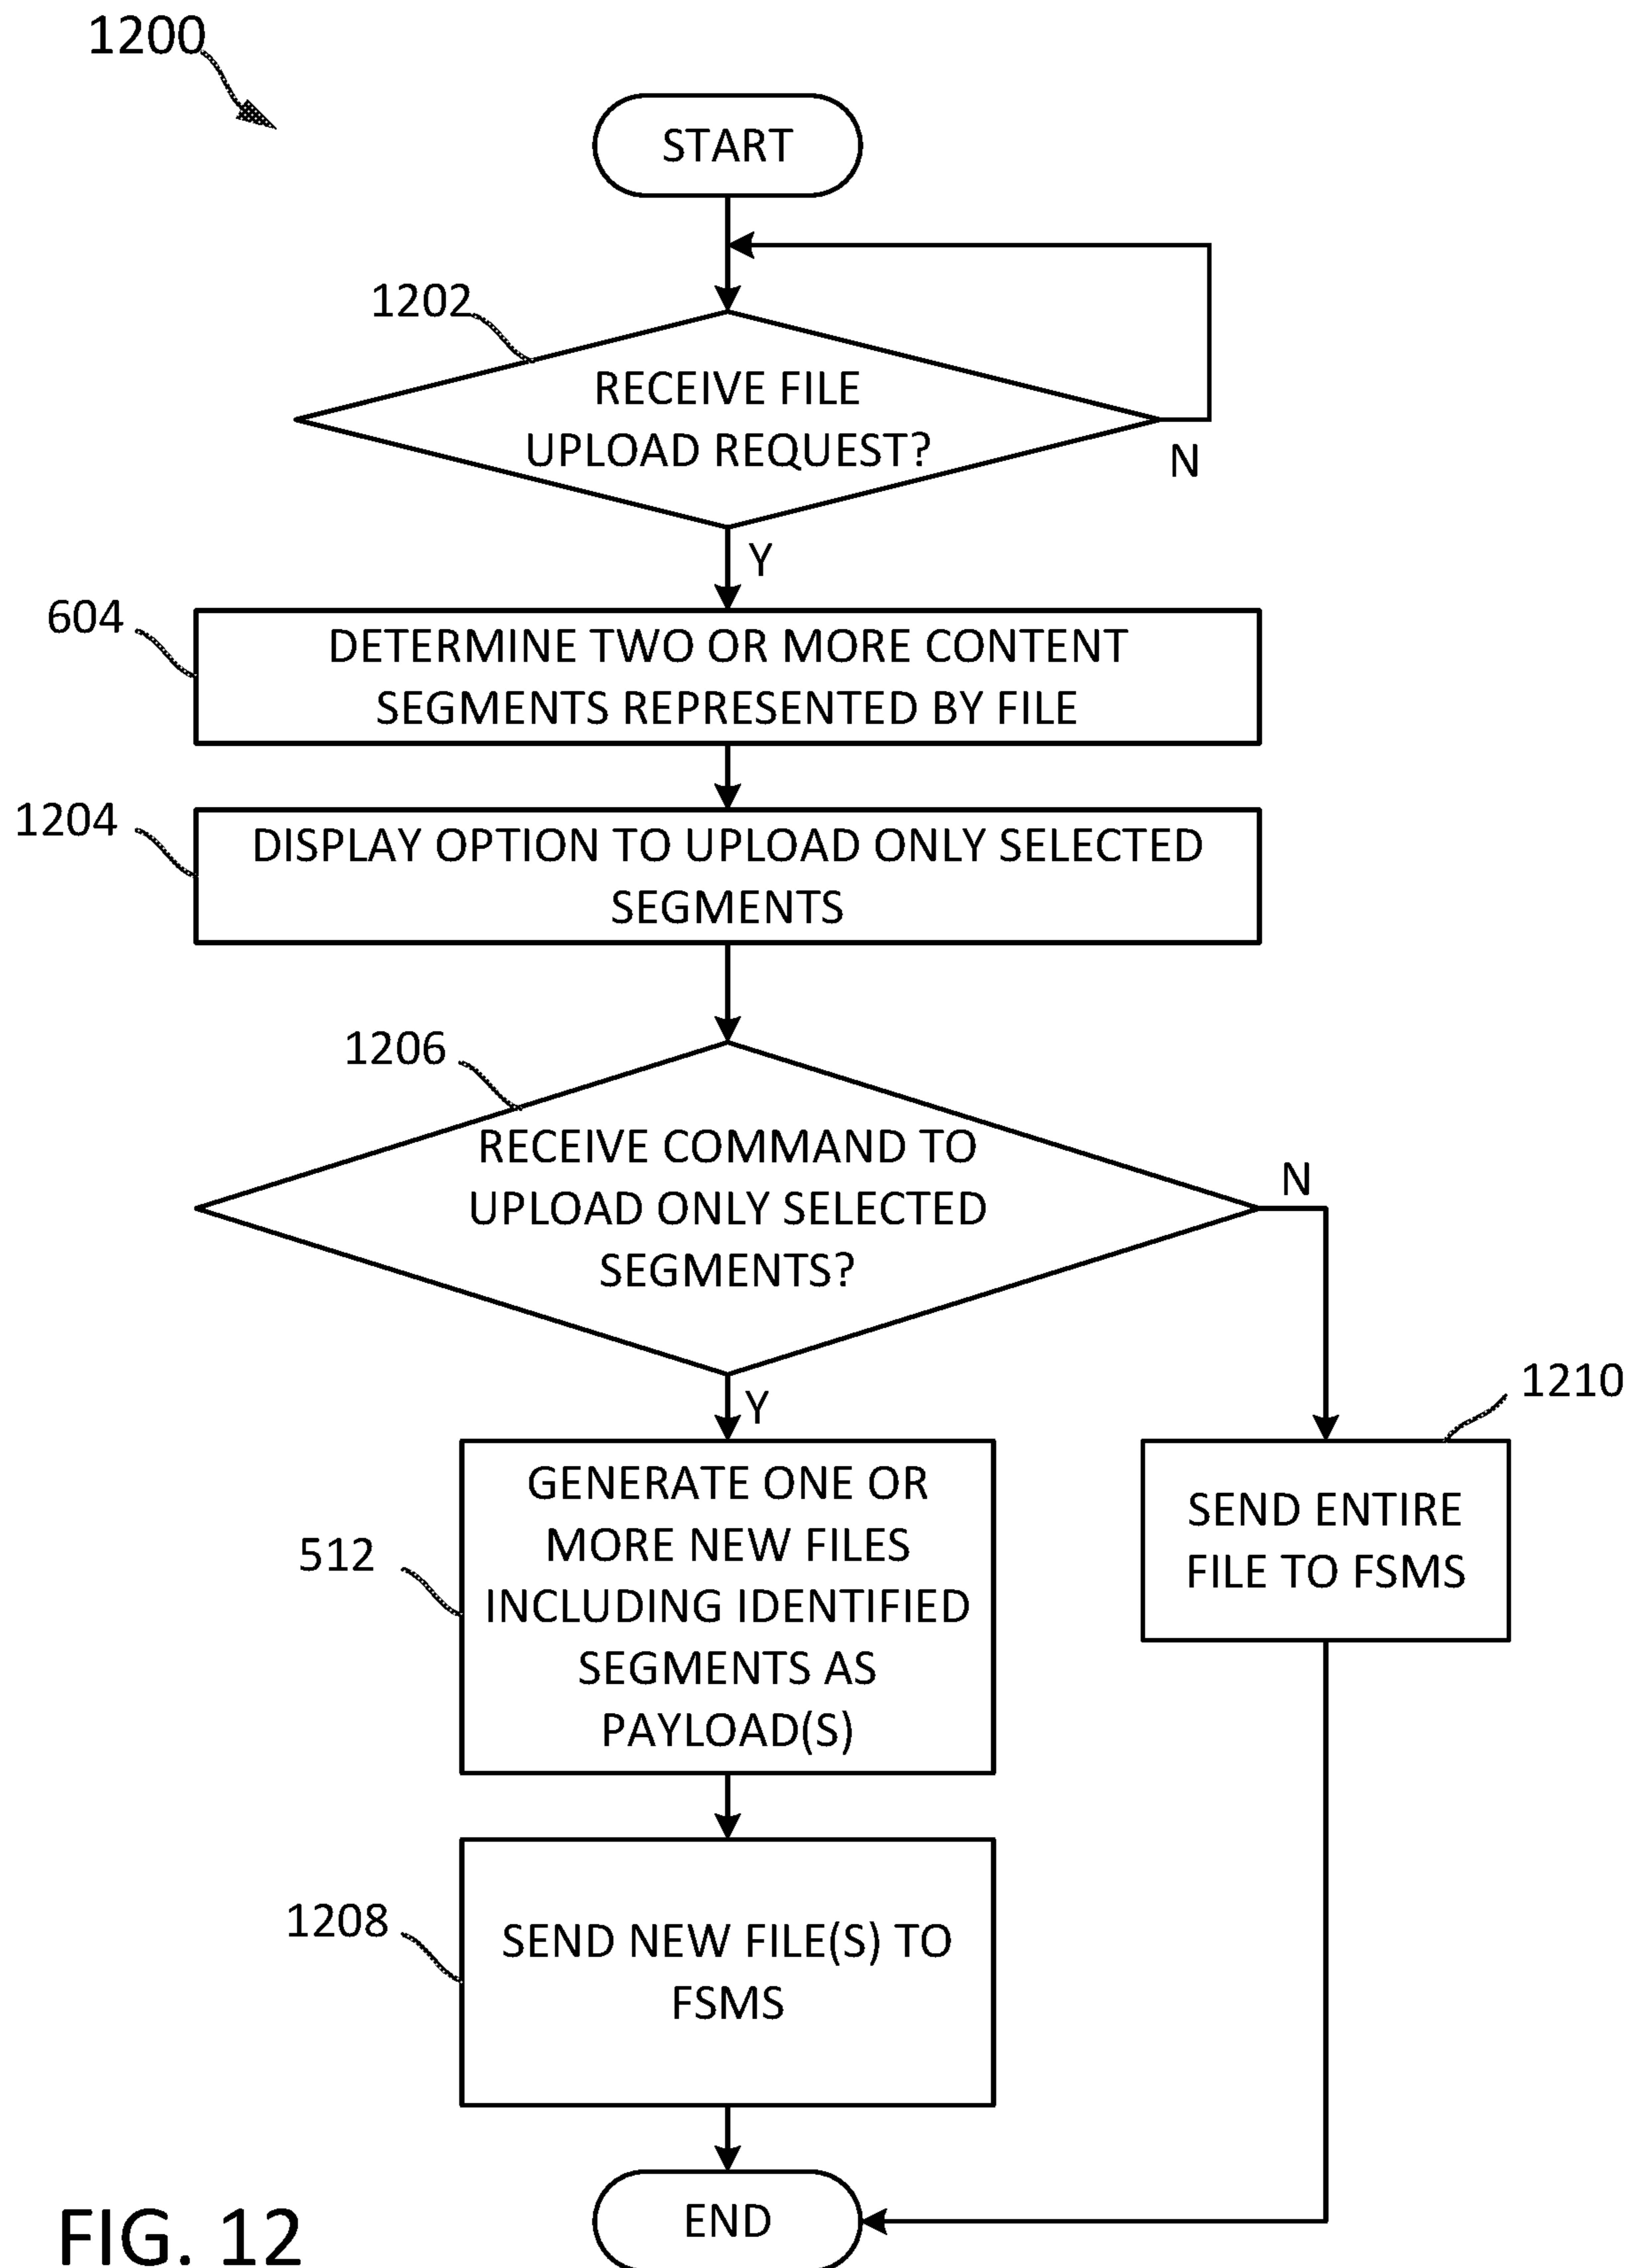 1200
START
1202
RECEIVE FILE
UPLOAD REQUEST?
N
Y
604
DETERMINE TWO OR MORE CONTENT
SEGMENTS REPRESENTED BY FILE
1204
DISPLAY OPTION TO UPLOAD ONLY SELECTED
SEGMENTS
1206
RECEIVE COMMAND TO
UPLOAD ONLY SELECTED
SEGMENTS?
N
Y
1210
512
GENERATE ONE OR
MORE NEW FILES
INCLUDING IDENTIFIED
SEGMENTS AS
PAYLOAD(S)
SEND ENTIRE
FILE TO FSMS
1208
SEND NEW FILE(S) TO
FSMS
END
FIG. 12